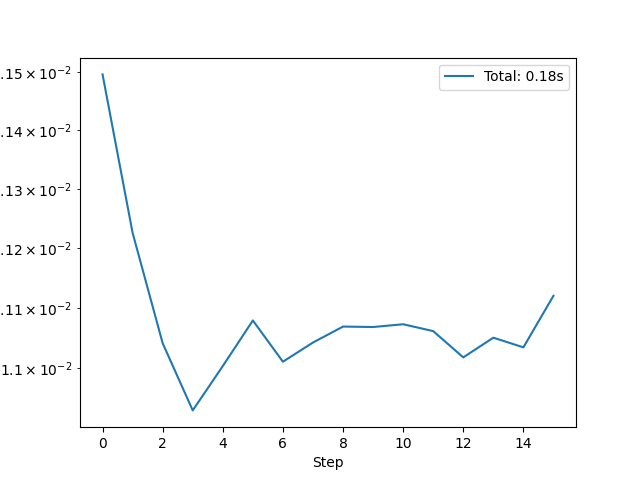 Total: 0.18s
.15 × 10⁻²
.14 × 10⁻²
.13 × 10⁻²
.12 × 10⁻²
.11 × 10⁻²
1.1 × 10⁻²
0 2 4 6 8 10 12 14
Step